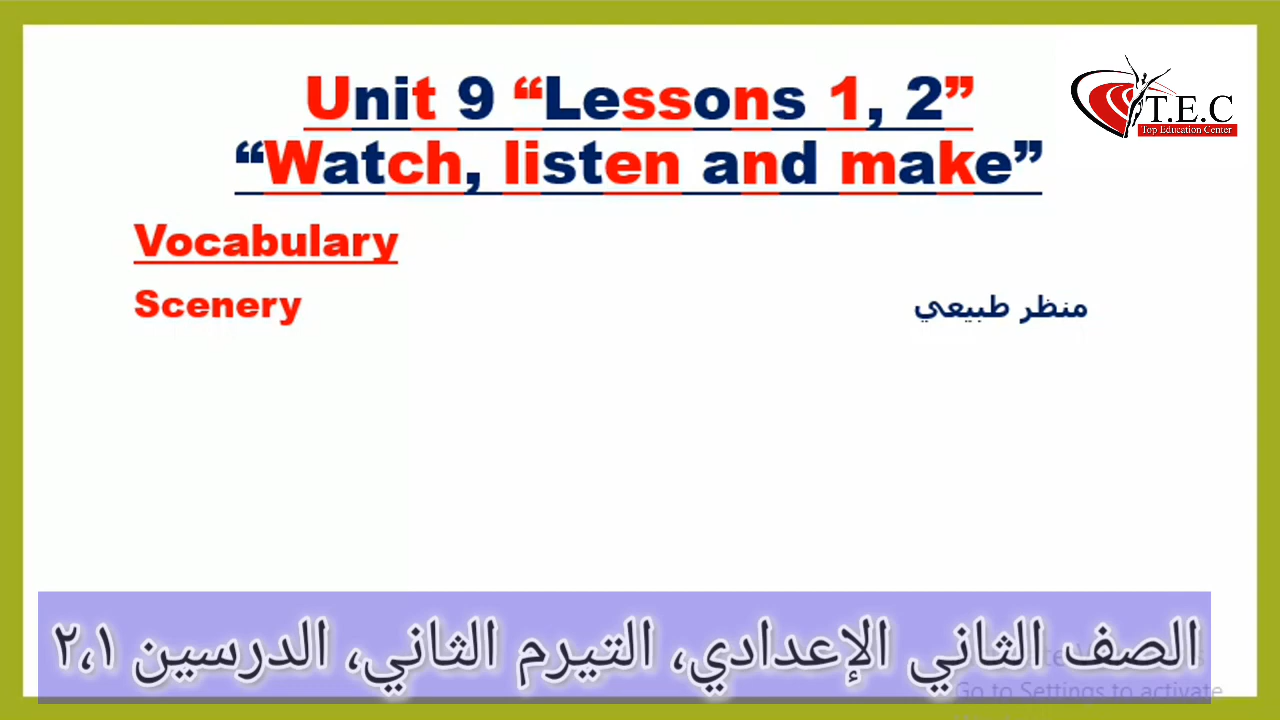 Unit 9 “Lessons 1, 2”
“Watch, listen and make”
T.E.C
Top Education Center
Vocabulary
Scenery منظر طبيعي
الصف الثاني الإعدادي، التيرم الثاني، الدرسين ٢،١
Go to Settings to activate